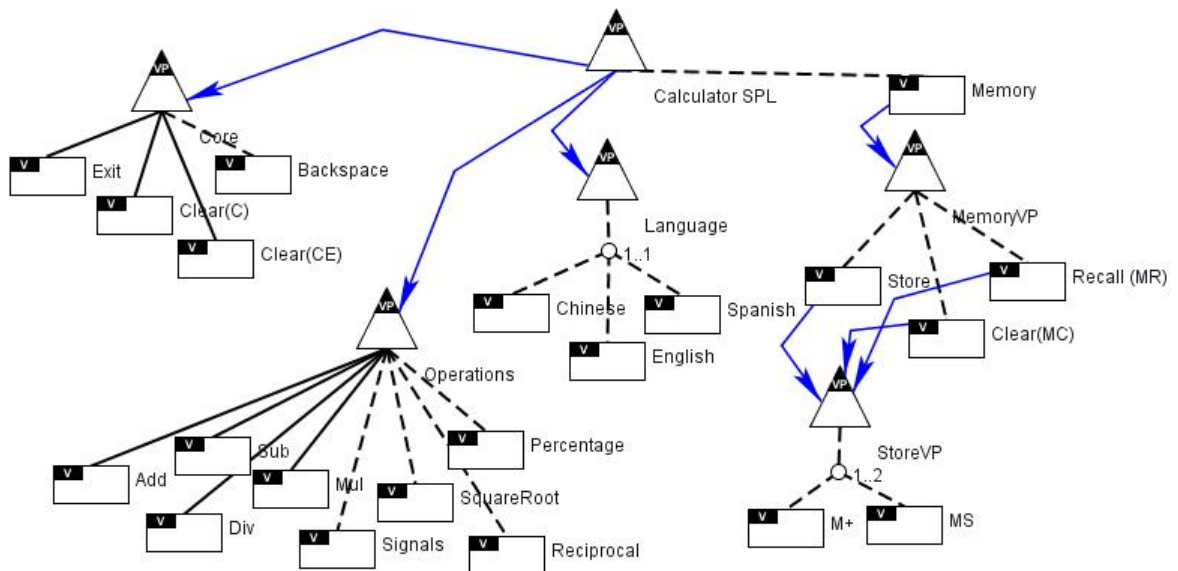 VP
VP
Calculator SPL
V Memory
Core
V Exit
V Backspace
V Clear(C)
V Clear(CE)
VP
Language
1..1
V Chinese
V Spanish
V English
VP
MemoryVP
V Store
V Recall (MR)
V Clear(MC)
VP
Operations
V Add
V Sub
V Div
V Mul
V Signals
V SquareRoot
V Percentage
V Reciprocal
VP
StoreVP
1..2
V M+
V MS